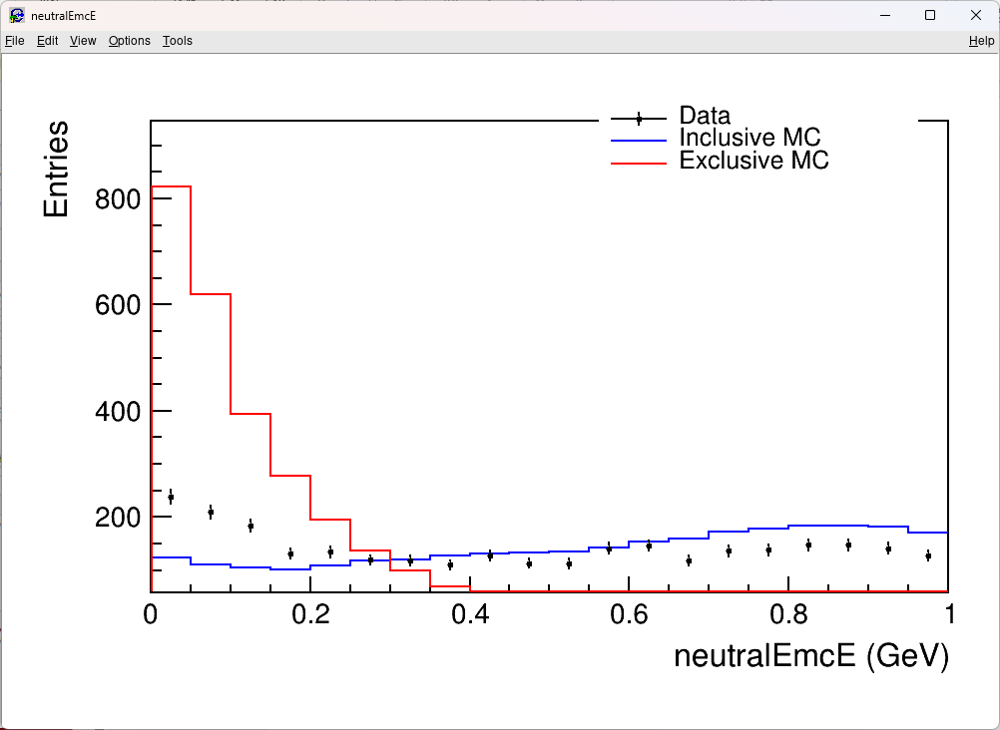 neutralEmcE
File Edit View Options Tools Help
Data
Inclusive MC
Exclusive MC
Entries
800
600
400
200
0 0.2 0.4 0.6 0.8 1
neutralEmcE (GeV)